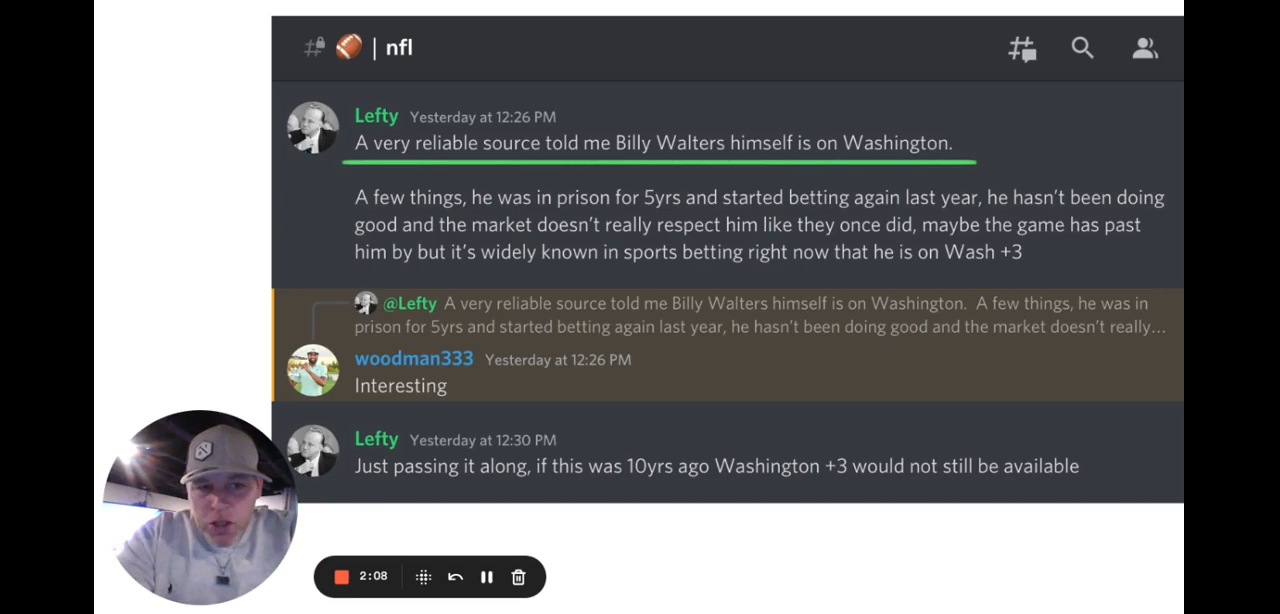 🏈 | nfl
Lefty Yesterday at 12:26 PM
A very reliable source told me Billy Walters himself is on Washington.
A few things, he was in prison for 5yrs and started betting again last year, he hasn't been doing
good and the market doesn't really respect him like they once did, maybe the game has past
him by but it's widely known in sports betting right now that he is on Wash +3
@Lefty A very reliable source told me Billy Walters himself is on Washington. A few things, he was in
prison for 5yrs and started betting again last year, he hasn't been doing good and the market doesn't really…
woodman333 Yesterday at 12:26 PM
Interesting
Lefty Yesterday at 12:30 PM
Just passing it along, if this was 10yrs ago Washington +3 would not still be available
2:08